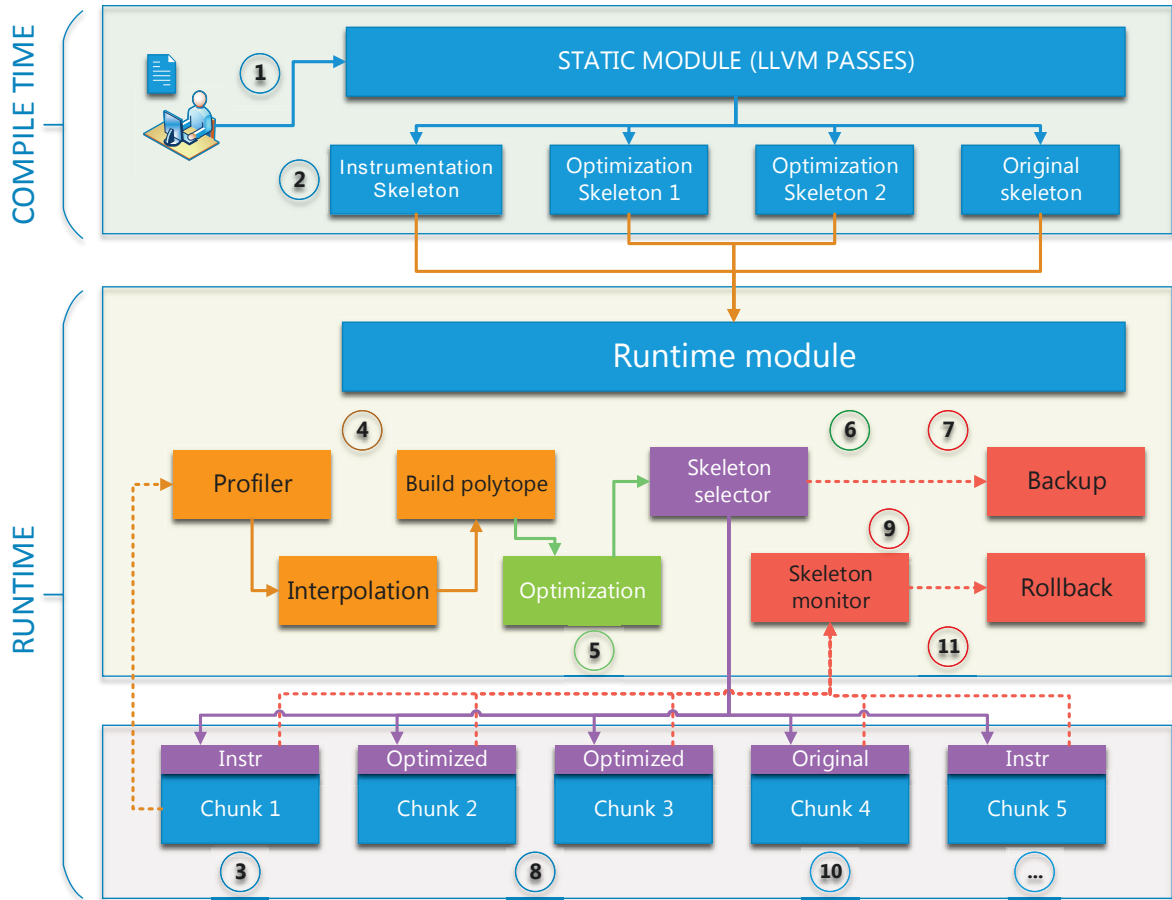 COMPILE TIME
1
STATIC MODULE (LLVM PASSES)
2
Instrumentation
Skeleton
Optimization
Skeleton 1
Optimization
Skeleton 2
Original
skeleton
RUNTIME
Runtime module
4
6
7
Profiler
Build polytope
Skeleton
selector
Backup
9
Interpolation
Optimization
Skeleton
monitor
Rollback
5
11
Instr
Optimized
Optimized
Original
Instr
Chunk 1
Chunk 2
Chunk 3
Chunk 4
Chunk 5
3
8
10
...